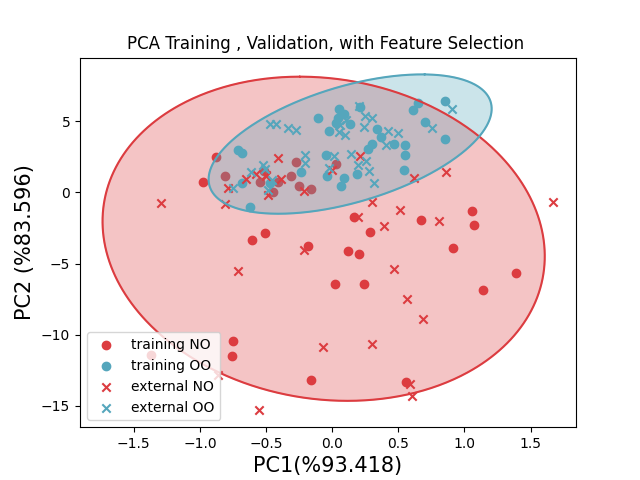 PCA Training , Validation, with Feature Selection
PC2 (%83.596)
5
0
−5
−10
−15
training NO
training OO
external NO
external OO
−1.5 −1.0 −0.5 0.0 0.5 1.0 1.5
PC1(%93.418)